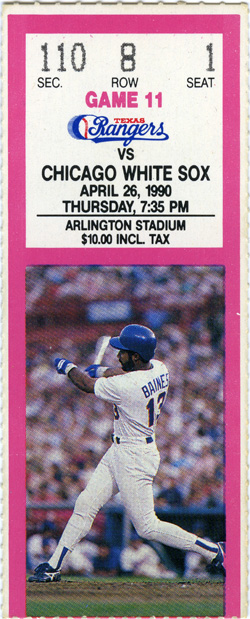 110 8 1
SEC. ROW SEAT
GAME 11
TEXAS
Rangers
VS
CHICAGO WHITE SOX
APRIL 26, 1990
THURSDAY, 7:35 PM
ARLINGTON STADIUM
$10.00 INCL. TAX
BAINES
13